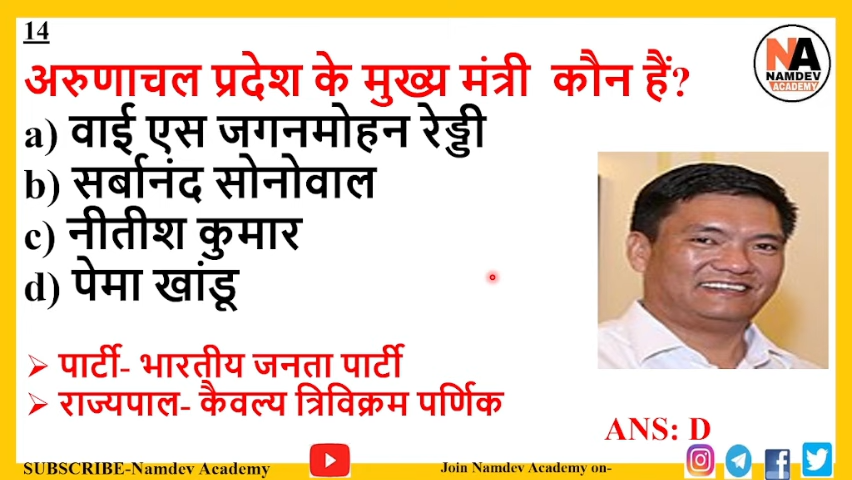 14
अरुणाचल प्रदेश के मुख्य मंत्री कौन हैं?
a) वाई एस जगनमोहन रेड्डी
b) सर्बानंद सोनोवाल
c) नीतीश कुमार
d) पेमा खांडू
➢ पार्टी- भारतीय जनता पार्टी
➢ राज्यपाल- कैवल्य त्रिविक्रम पर्णिक
ANS: D
NA
NAMDEV
ACADEMY
SUBSCRIBE-Namdev Academy
Join Namdev Academy on-